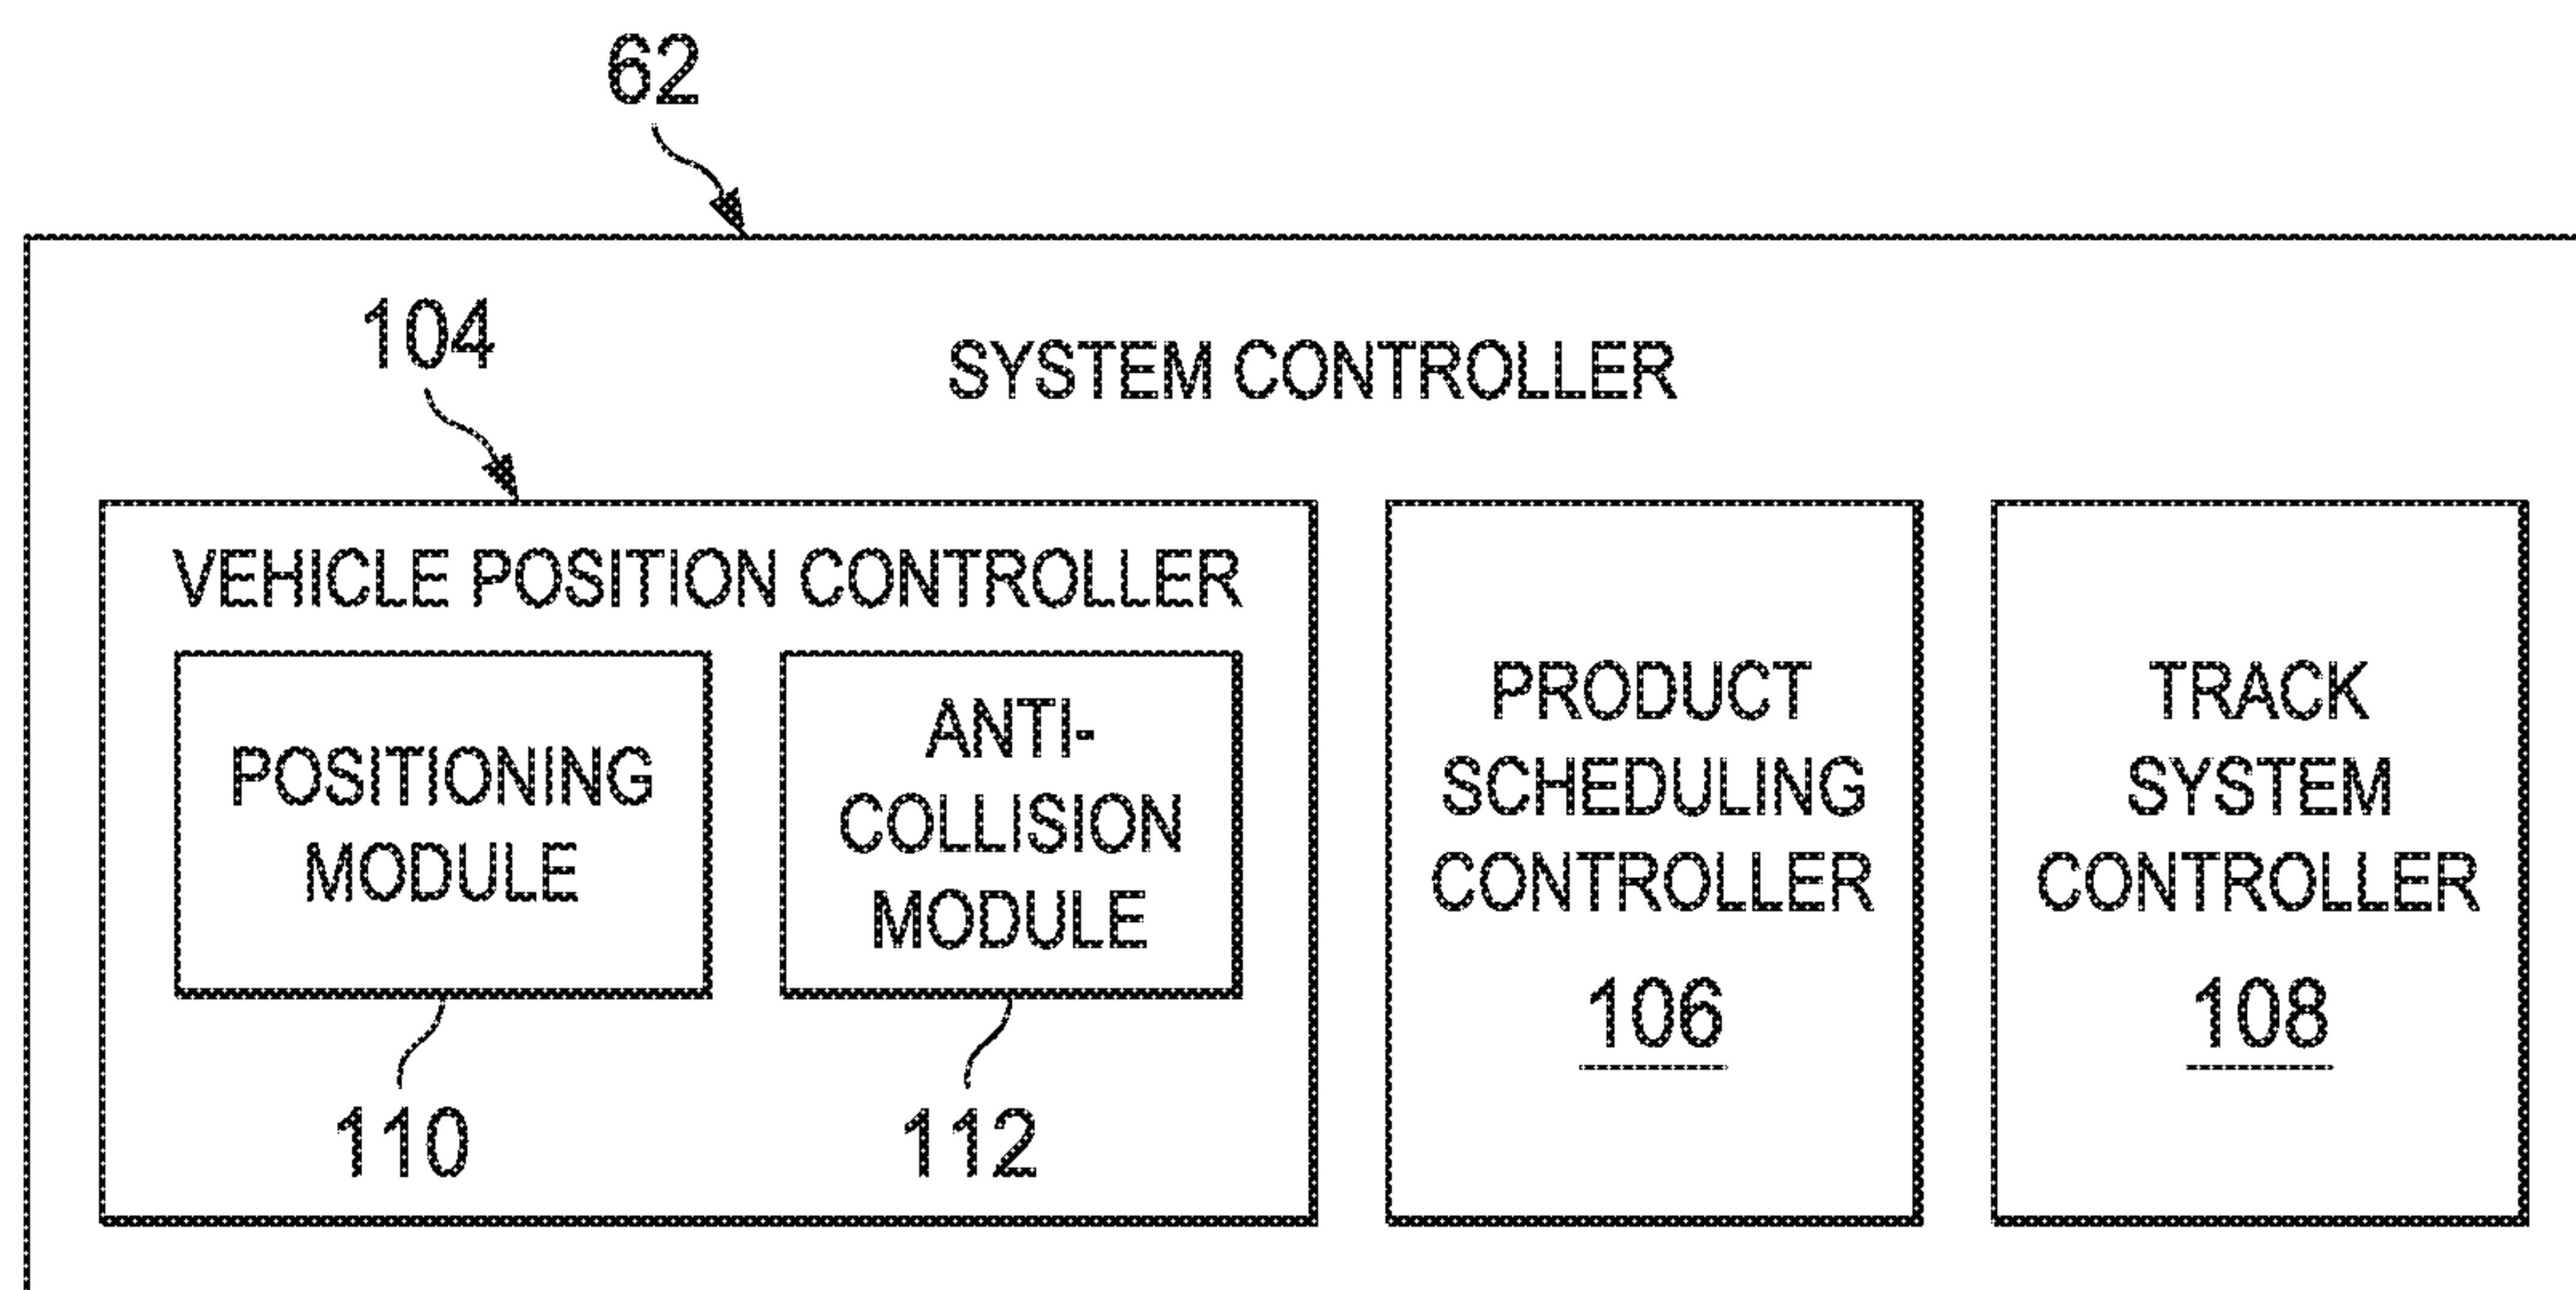 62
104
SYSTEM CONTROLLER
VEHICLE POSITION CONTROLLER
POSITIONING
MODULE
110
ANTI-
COLLISION
MODULE
112
PRODUCT
SCHEDULING
CONTROLLER
106
TRACK
SYSTEM
CONTROLLER
108